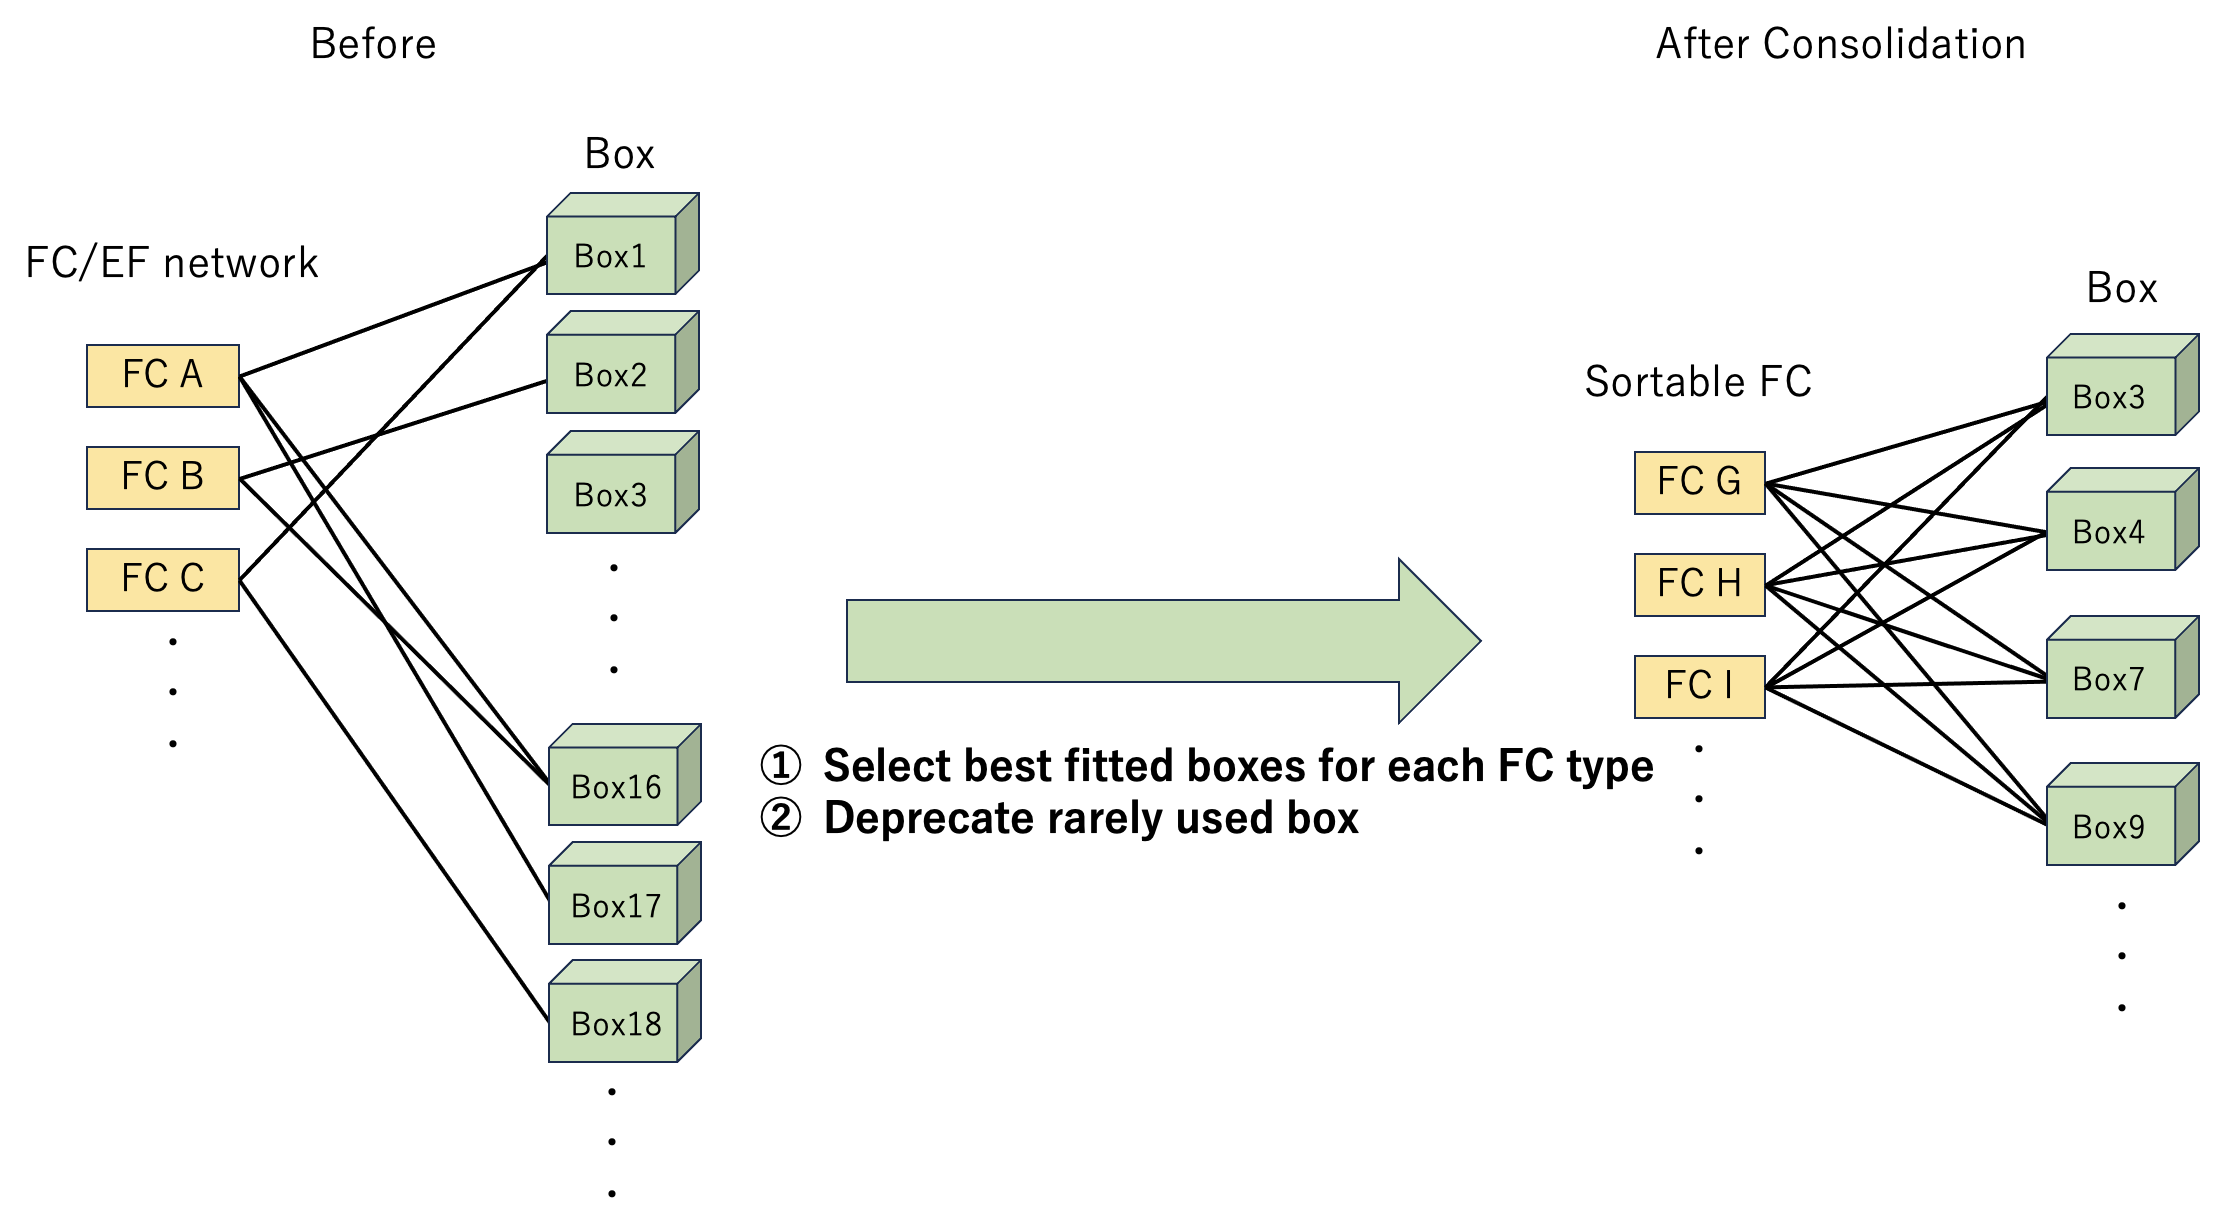 Before
After Consolidation
Box
FC/EF network
Box1
Box2
Box3
FC A
FC B
FC C
Box16
Box17
Box18
① Select best fitted boxes for each FC type
② Deprecate rarely used box
Box
Sortable FC
FC G
FC H
FC I
Box3
Box4
Box7
Box9